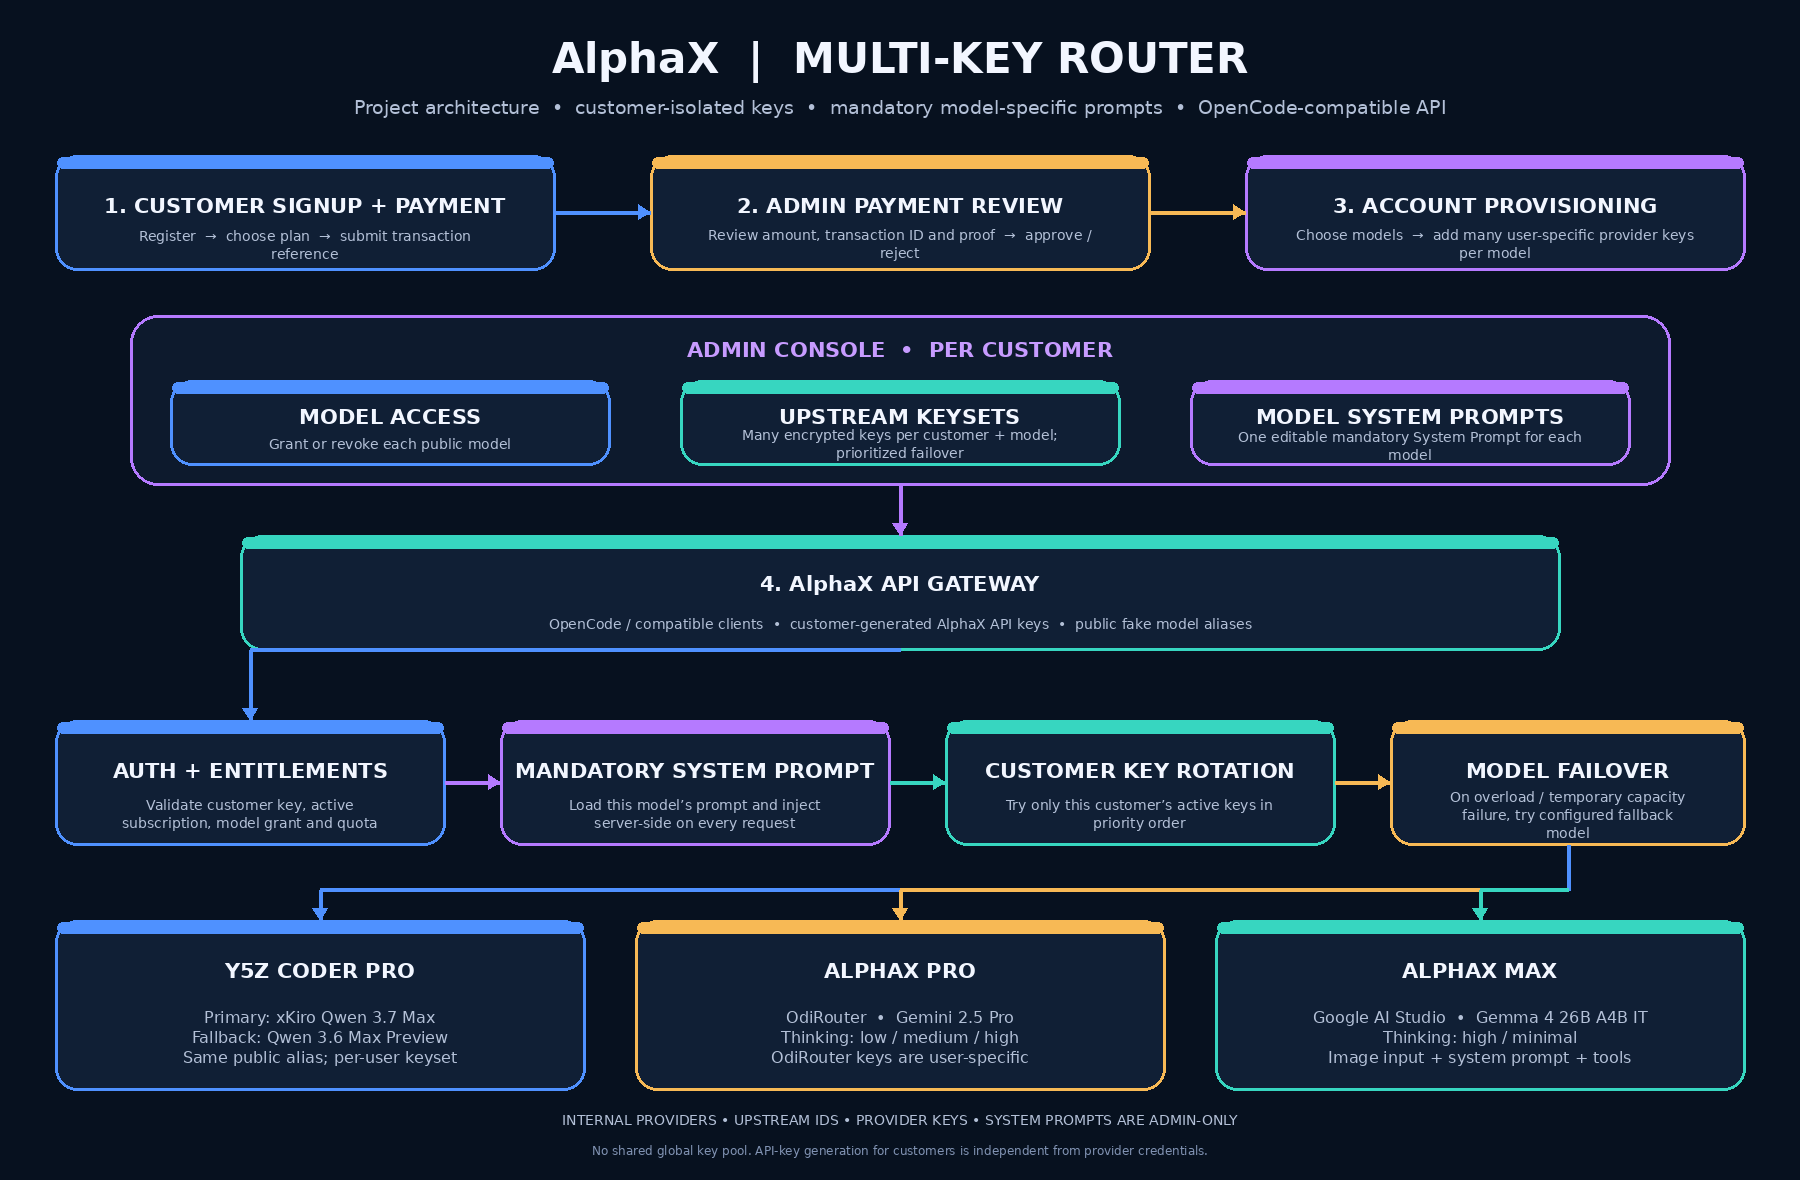 AlphaX | MULTI-KEY ROUTER
Project architecture • customer-isolated keys • mandatory model-specific prompts • OpenCode-compatible API
1. CUSTOMER SIGNUP + PAYMENT
Register → choose plan → submit transaction
reference
2. ADMIN PAYMENT REVIEW
Review amount, transaction ID and proof → approve /
reject
3. ACCOUNT PROVISIONING
Choose models → add many user-specific provider keys
per model
ADMIN CONSOLE • PER CUSTOMER
MODEL ACCESS
Grant or revoke each public model
UPSTREAM KEYSETS
Many encrypted keys per customer + model;
prioritized failover
MODEL SYSTEM PROMPTS
One editable mandatory System Prompt for each
model
4. AlphaX API GATEWAY
OpenCode / compatible clients • customer-generated AlphaX API keys • public fake model aliases
AUTH + ENTITLEMENTS
Validate customer key, active
subscription, model grant and quota
MANDATORY SYSTEM PROMPT
Load this model’s prompt and inject
server-side on every request
CUSTOMER KEY ROTATION
Try only this customer’s active keys in
priority order
MODEL FAILOVER
On overload / temporary capacity
failure, try configured fallback
model
Y5Z CODER PRO
Primary: xKiro Qwen 3.7 Max
Fallback: Qwen 3.6 Max Preview
Same public alias; per-user keyset
ALPHAX PRO
OdiRouter • Gemini 2.5 Pro
Thinking: low / medium / high
OdiRouter keys are user-specific
ALPHAX MAX
Google AI Studio • Gemma 4 26B A4B IT
Thinking: high / minimal
Image input + system prompt + tools
INTERNAL PROVIDERS • UPSTREAM IDS • PROVIDER KEYS • SYSTEM PROMPTS ARE ADMIN-ONLY
No shared global key pool. API-key generation for customers is independent from provider credentials.